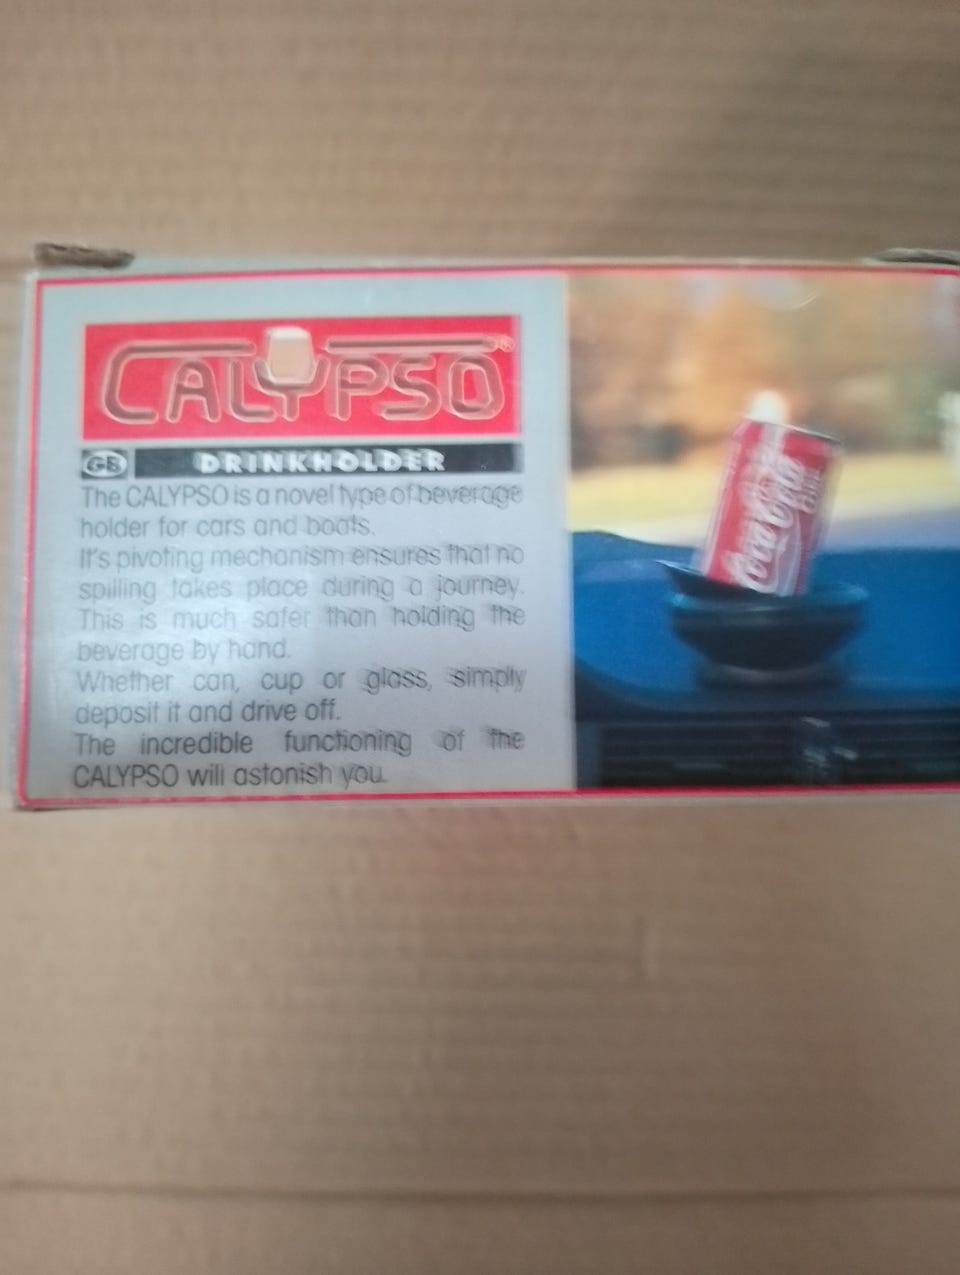 CALYPSO®
GB DRINKHOLDER
The CALYPSO is a novel type of beverage
holder for cars and boats.
It's pivoting mechanism ensures that no
spilling takes place during a journey.
This is much safer than holding the
beverage by hand.
Whether can, cup or glass, simply
deposit it and drive off.
The incredible functioning of the
CALYPSO will astonish you.
Coca-Cola